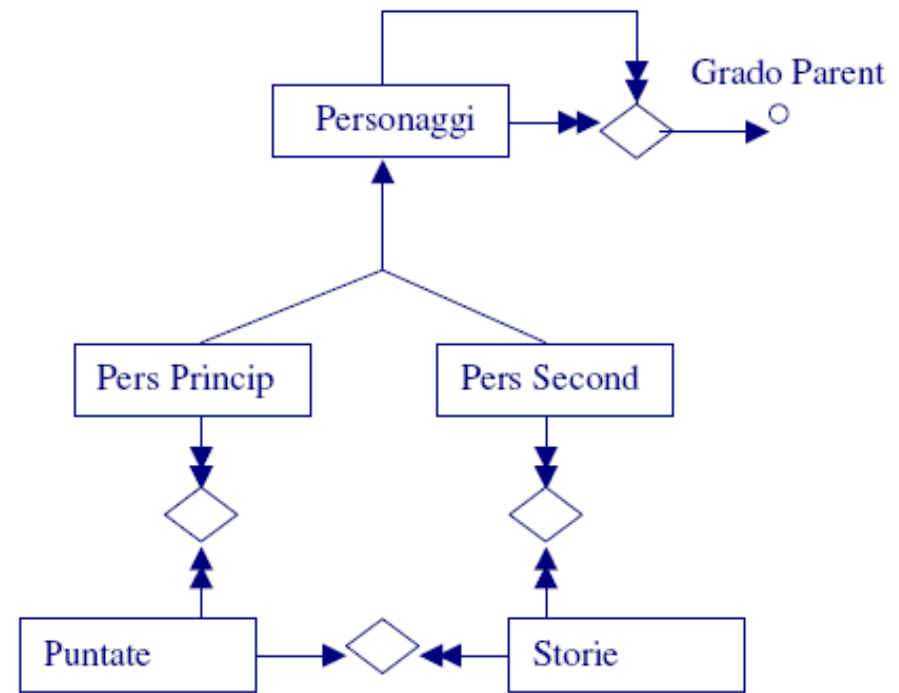 Grado Parent
Personaggi
Pers Princip
Pers Second
Puntate
Storie